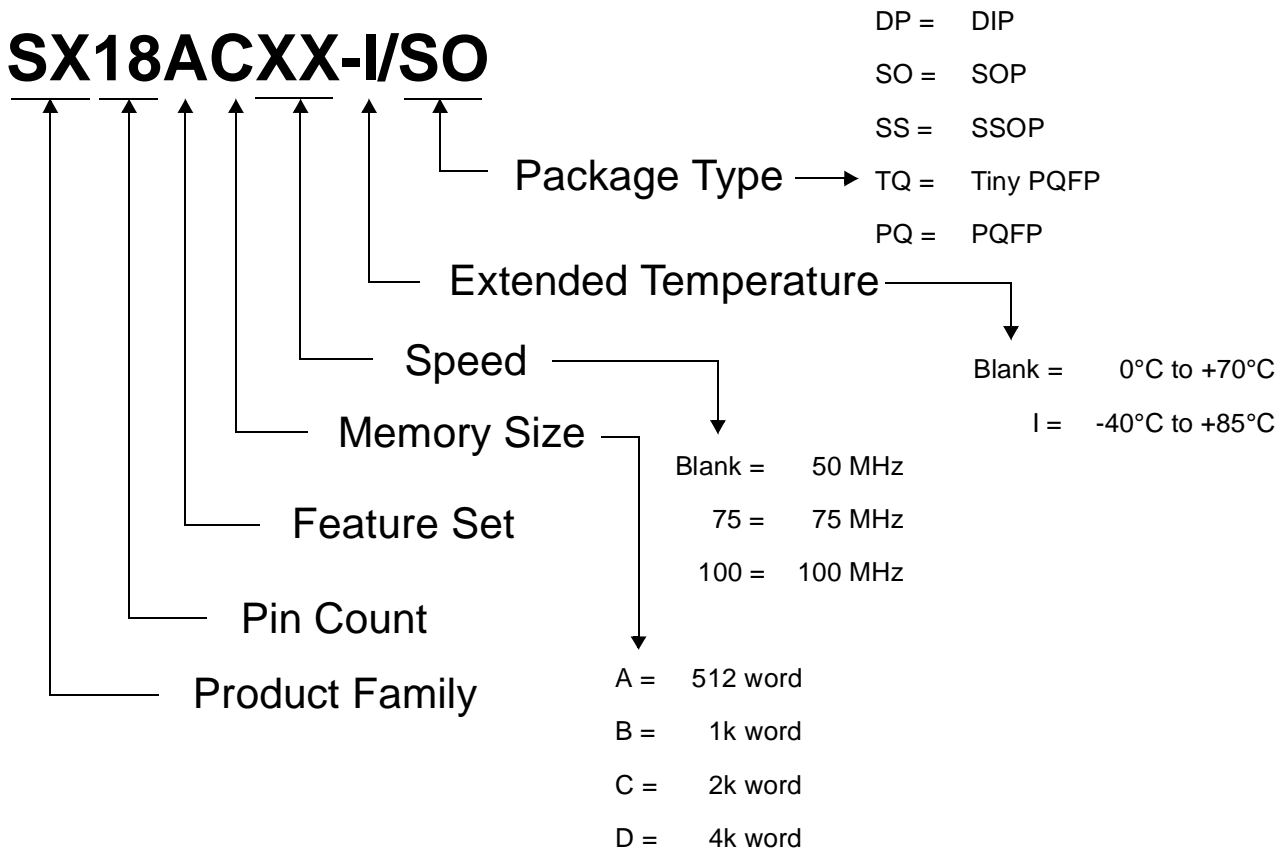 SX18ACXX-I/SO
DP = DIP
SO = SOP
SS = SSOP
Package Type
TQ = Tiny PQFP
PQ = PQFP
Extended Temperature
Blank = 0°C to +70°C
I = -40°C to +85°C
Speed
Blank = 50 MHz
75 = 75 MHz
100 = 100 MHz
Memory Size
A = 512 word
B = 1k word
C = 2k word
D = 4k word
Feature Set
Pin Count
Product Family